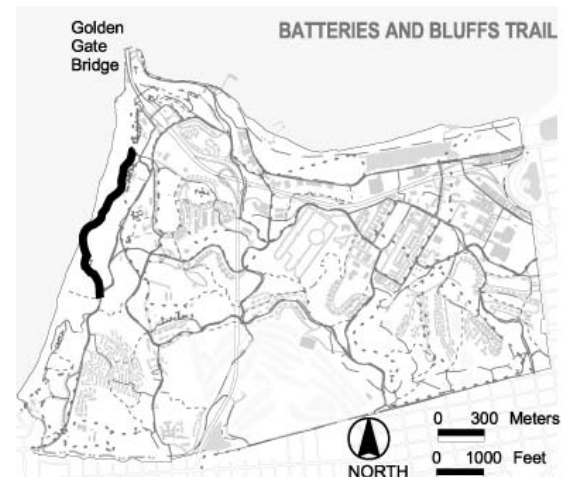 Golden
Gate
Bridge
BATTERIES AND BLUFFS TRAIL
0 300 Meters
0 1000 Feet
NORTH